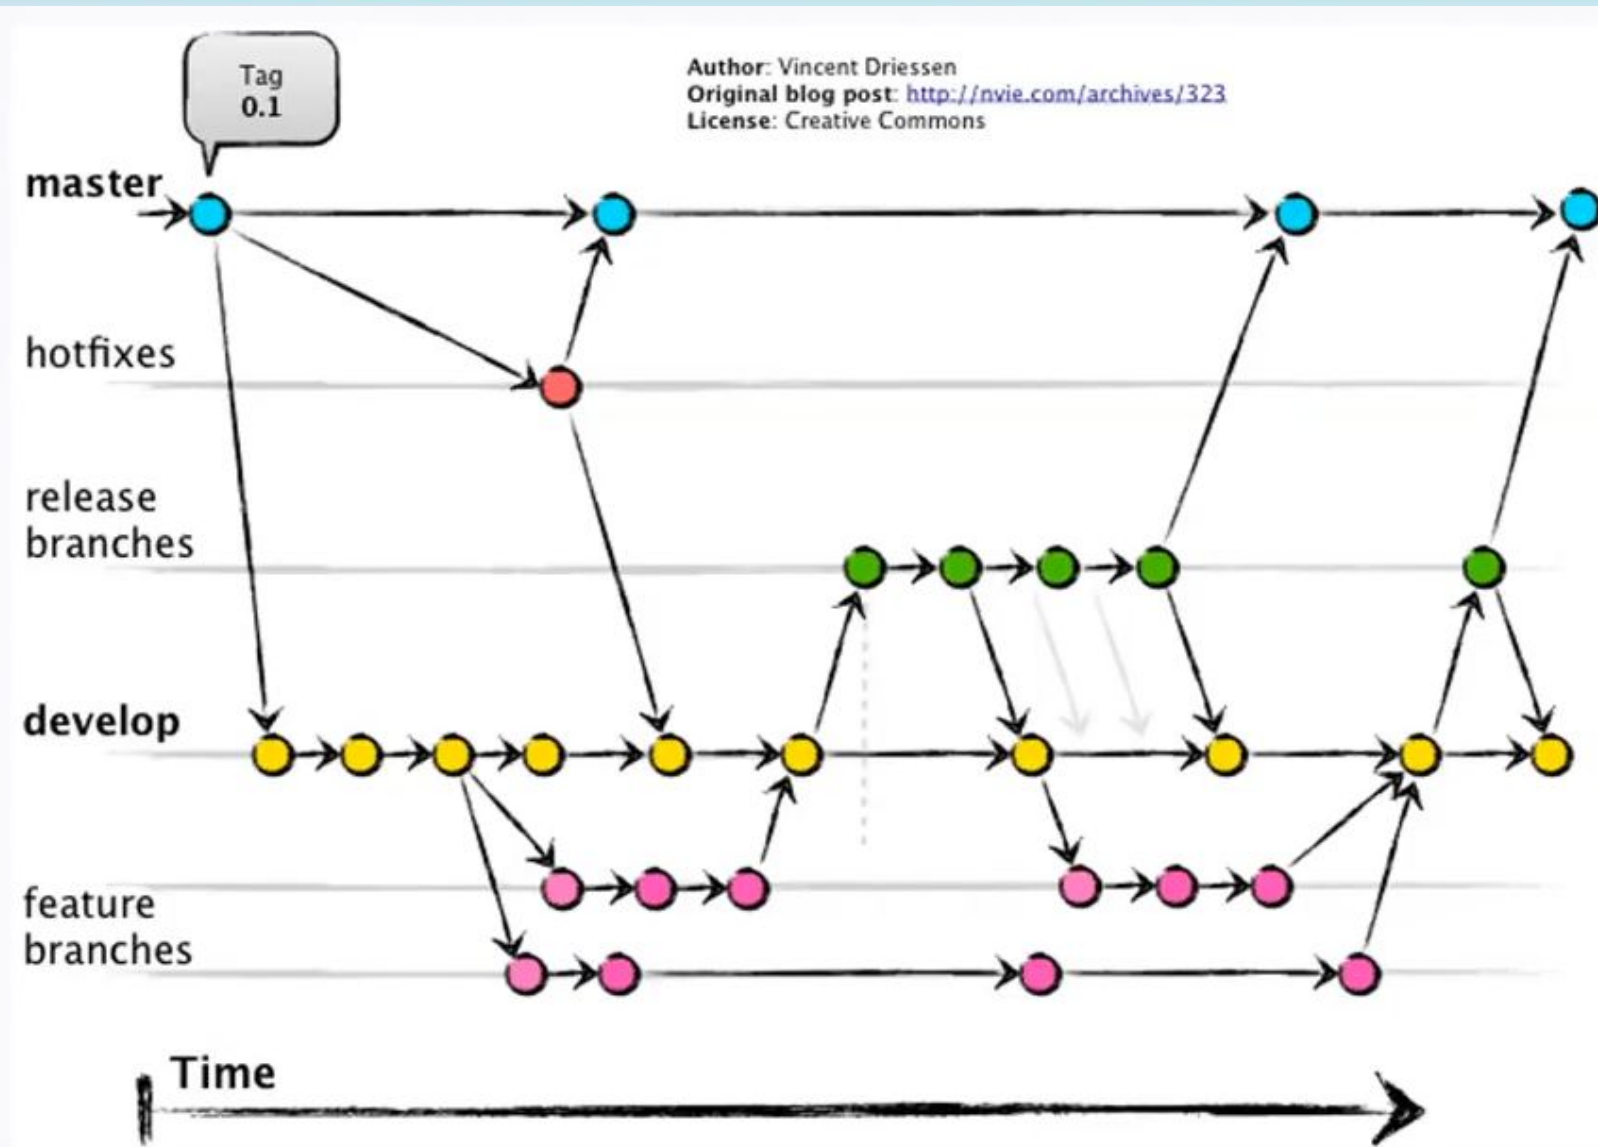 Tag
0.1
Author: Vincent Driessen
Original blog post: http://nvie.com/archives/323
License: Creative Commons
master
hotfixes
release
branches
develop
feature
branches
Time